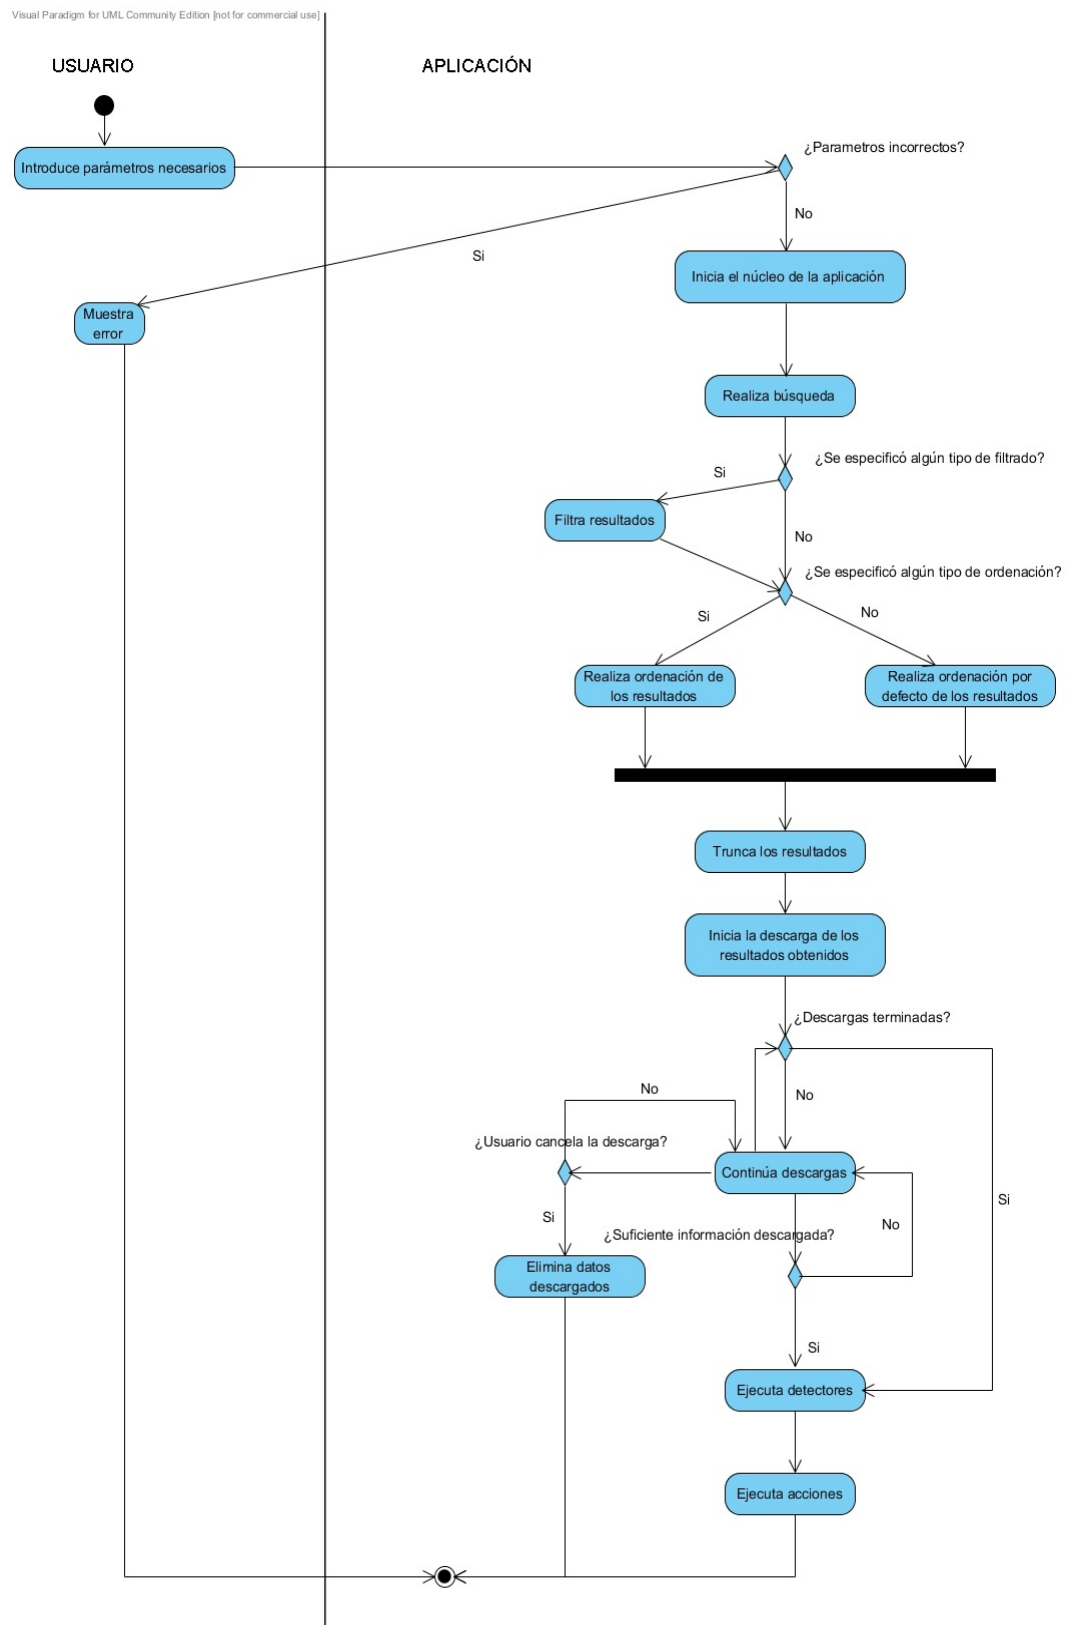 Visual Paradigm for UML Community Edition [not for commercial use]
USUARIO
APLICACIÓN
¿Parametros incorrectos?
Introduce parámetros necesarios
No
Si
Inicia el núcleo de la aplicación
Muestra
error
Realiza búsqueda
¿Se especificó algún tipo de filtrado?
Si
Filtra resultados
No
¿Se especificó algún tipo de ordenación?
Si
No
Realiza ordenación de
los resultados
Realiza ordenación por
defecto de los resultados
Trunca los resultados
Inicia la descarga de los
resultados obtenidos
¿Descargas terminadas?
No
No
¿Usuario cancela la descarga?
Continúa descargas
Si
Si
No
¿Suficiente información descargada?
Elimina datos
descargados
Si
Ejecuta detectores
Ejecuta acciones